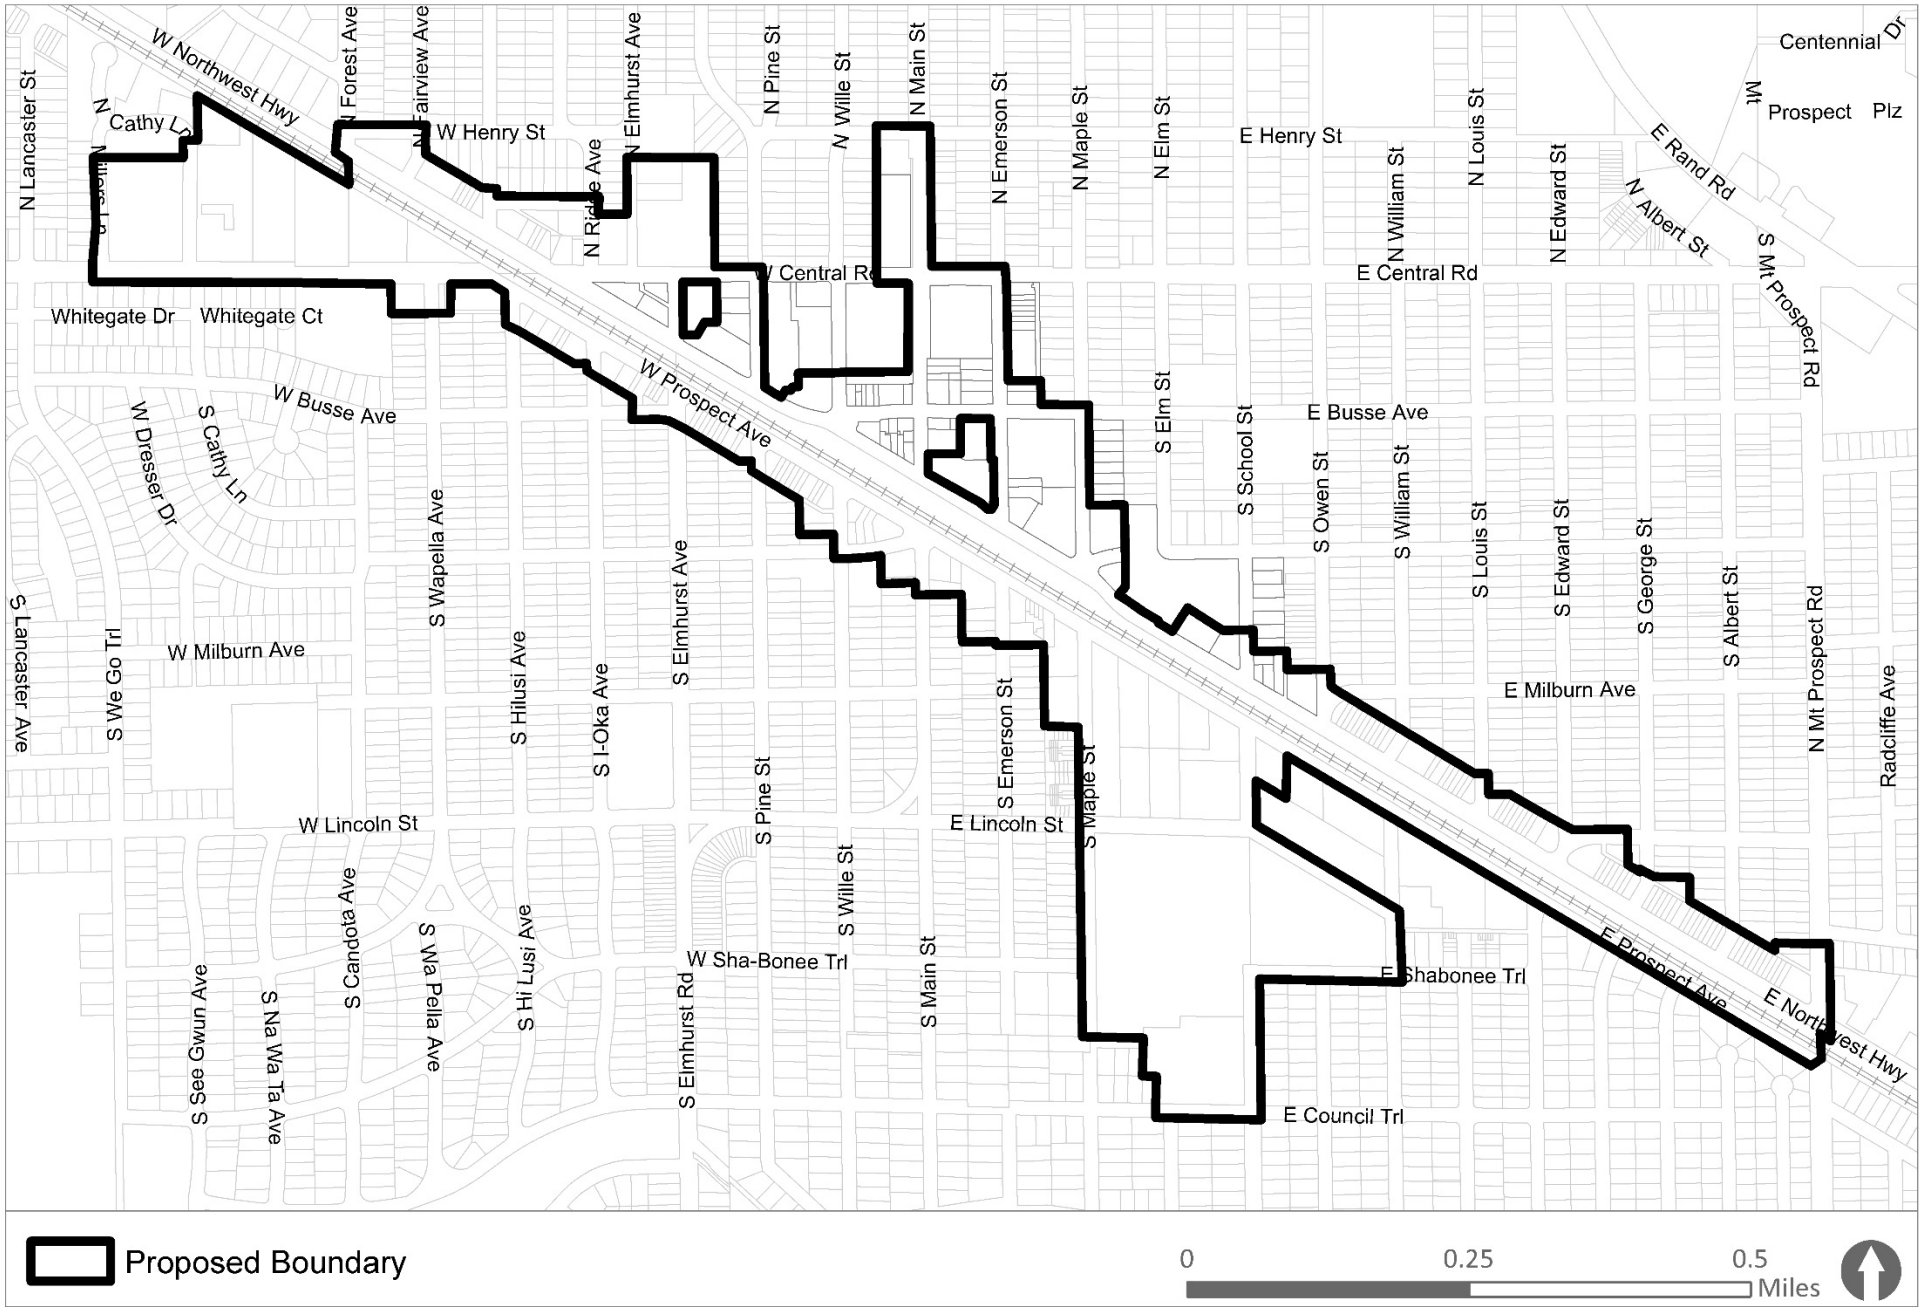 W Northwest Hwy
N Forest Ave
N Fairview Ave
N Elmhurst Ave
N Pine St
N Wille St
N Main St
N Emerson St
N Maple St
N Elm St
N Louis St
Centennial Dr
Mt
Prospect Plz
N Lancaster St
N
Cathy Ln
Millers Ln
W Henry St
N Ridge Ave
E Henry St
N William St
N Edward St
E Rand Rd
N Albert St
S Mt Prospect Rd
W Central Rd
E Central Rd
Whitegate Dr
Whitegate Ct
W Busse Ave
W Prospect Ave
W Dresser Dr
S Cathy Ln
S Elm St
S School St
E Busse Ave
S Owen St
S William St
S Louis St
S Edward St
S George St
S Albert St
N Mt Prospect Rd
Radcliffe Ave
S Wapella Ave
S Elmhurst Ave
S Lancaster Ave
S We Go Trl
W Milburn Ave
S Hilusi Ave
S I-Oka Ave
S Emerson St
E Milburn Ave
S Pine St
S Maple St
W Lincoln St
E Lincoln St
S Candota Ave
S Wille St
S Wa Pella Ave
S Hi Lusi Ave
W Sha-Bonee Trl
S Main St
E Shabonee Trl
E Prospect Ave
E Northwest Hwy
S See Gwun Ave
S Na Wa Ta Ave
S Elmhurst Rd
E Council Trl
Proposed Boundary
0 0.25 0.5
Miles